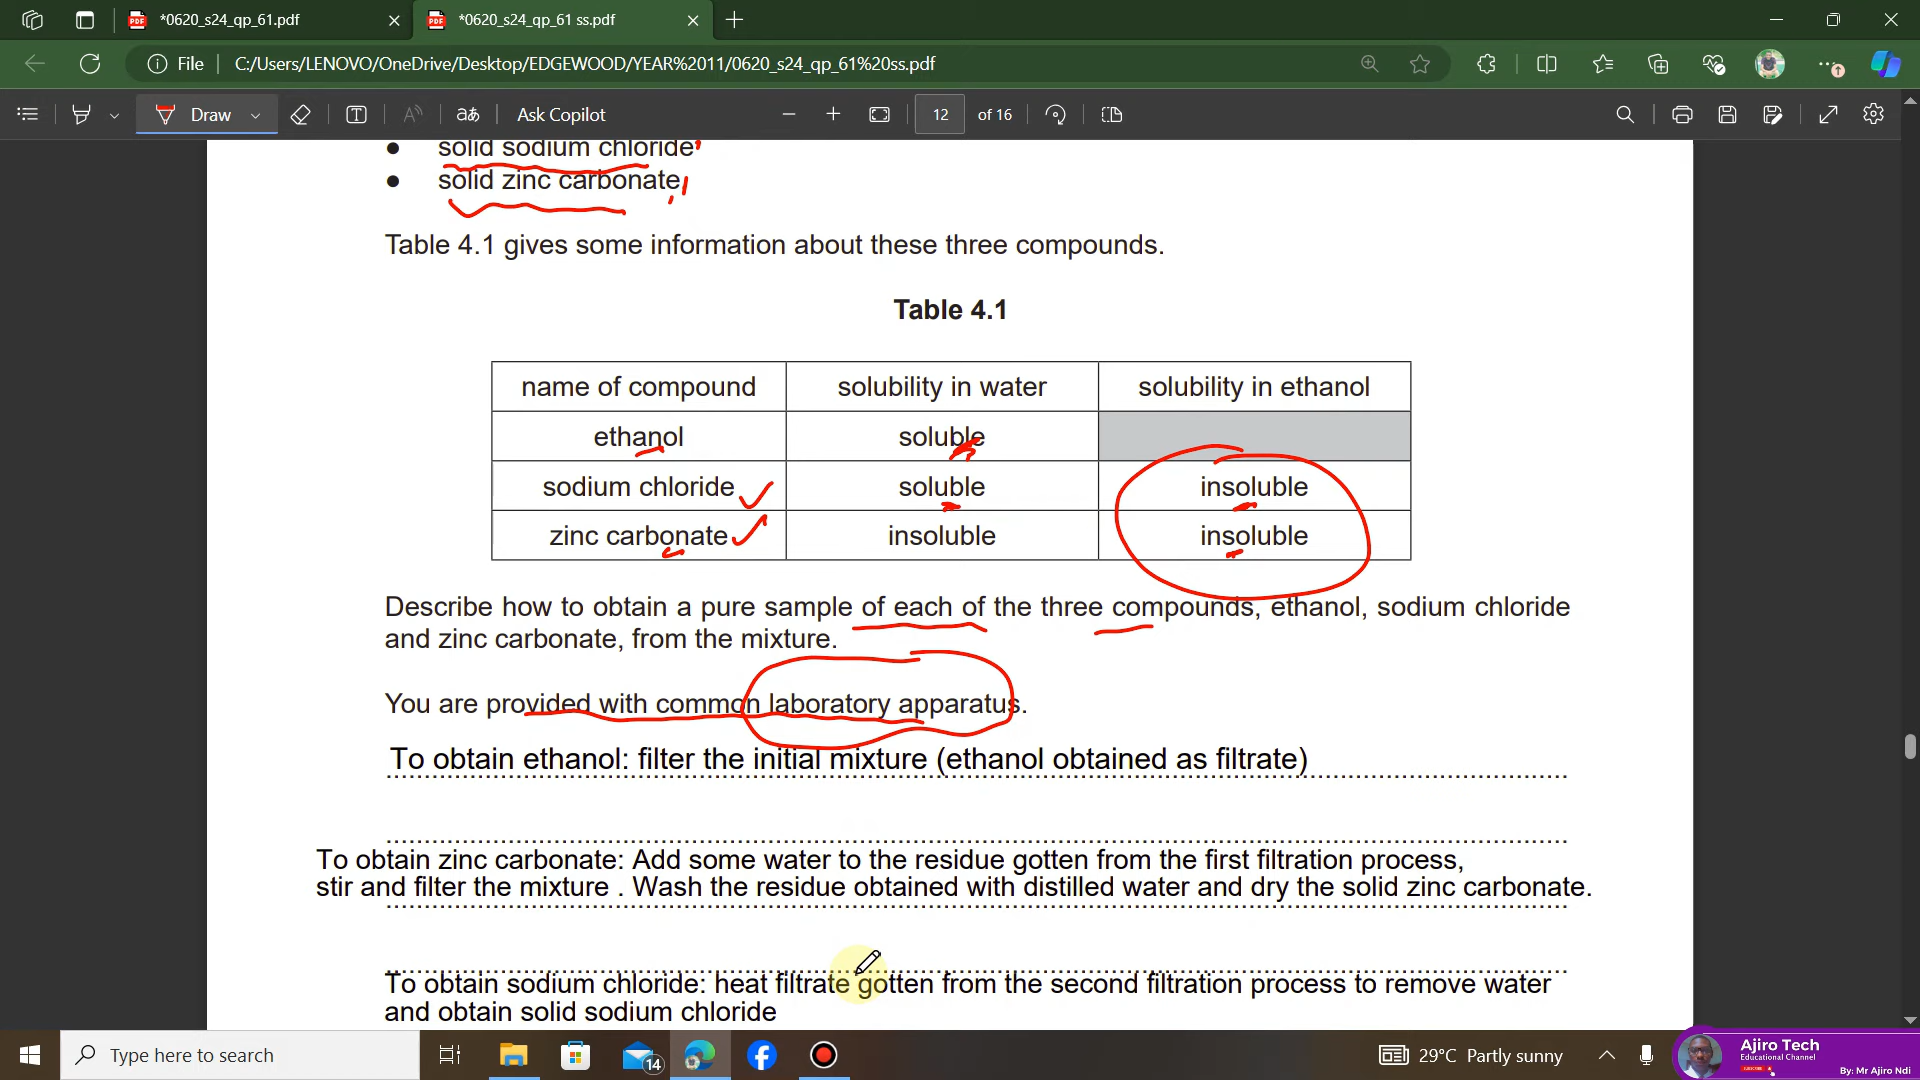 *0620_s24_qp_61.pdf
*0620_s24_qp_61 ss.pdf
File
C:/Users/LENOVO/OneDrive/Desktop/EDGEWOOD/YEAR%2011/0620_s24_qp_61%20ss.pdf
Draw
Ask Copilot
12 of 16
• solid sodium chloride
• solid zinc carbonate
Table 4.1 gives some information about these three compounds.
Table 4.1
name of compound solubility in water solubility in ethanol
ethanol soluble
sodium chloride soluble insoluble
zinc carbonate insoluble insoluble
Describe how to obtain a pure sample of each of the three compounds, ethanol, sodium chloride
and zinc carbonate, from the mixture.
You are provided with common laboratory apparatus.
To obtain ethanol: filter the initial mixture (ethanol obtained as filtrate)
To obtain zinc carbonate: Add some water to the residue gotten from the first filtration process,
stir and filter the mixture . Wash the residue obtained with distilled water and dry the solid zinc carbonate.
To obtain sodium chloride: heat filtrate gotten from the second filtration process to remove water
and obtain solid sodium chloride
Type here to search
14
29°C Partly sunny
Ajiro Tech
Educational Channel
By: Mr Ajiro Ndi